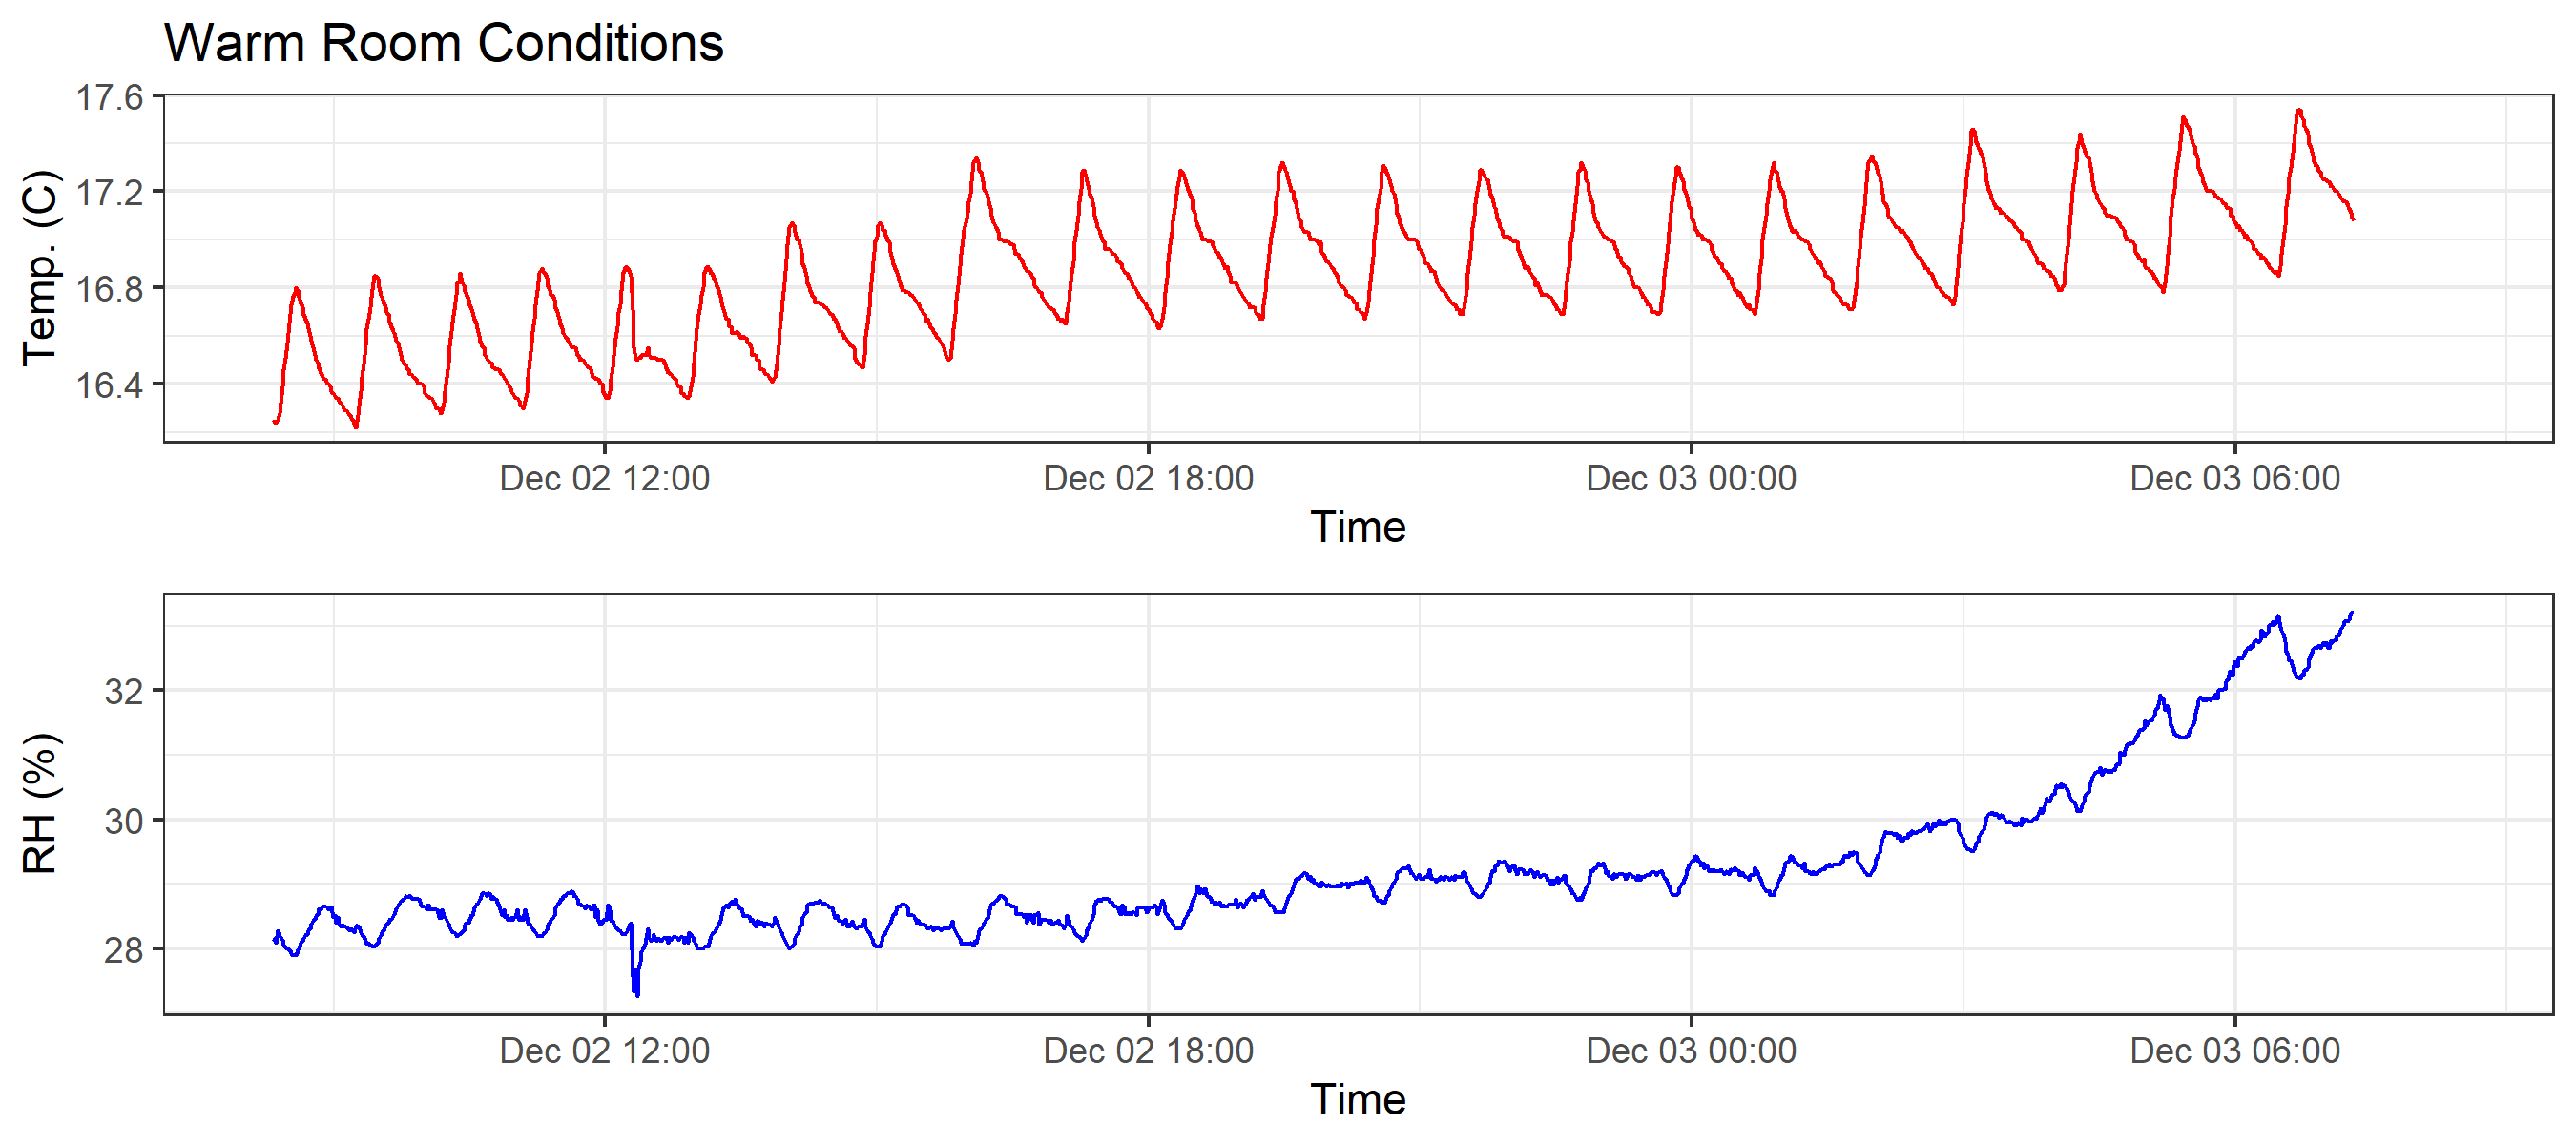 Warm Room Conditions
17.6
17.2
16.8
16.4
Temp. (C)
Dec 02 12:00 Dec 02 18:00 Dec 03 00:00 Dec 03 06:00
Time
32
30
28
RH (%)
Dec 02 12:00 Dec 02 18:00 Dec 03 00:00 Dec 03 06:00
Time